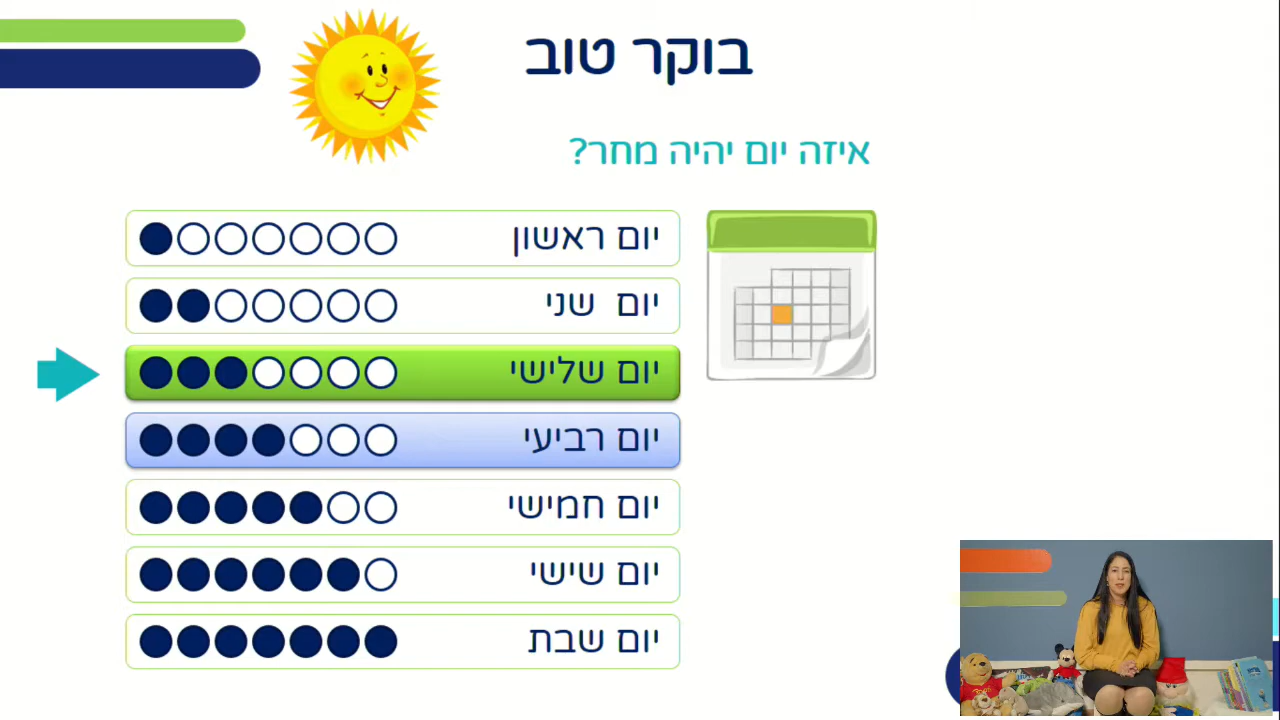 בוקר טוב
איזה יום יהיה מחר?
יום ראשון
יום שני
יום שלישי
יום רביעי
יום חמישי
יום שישי
יום שבת